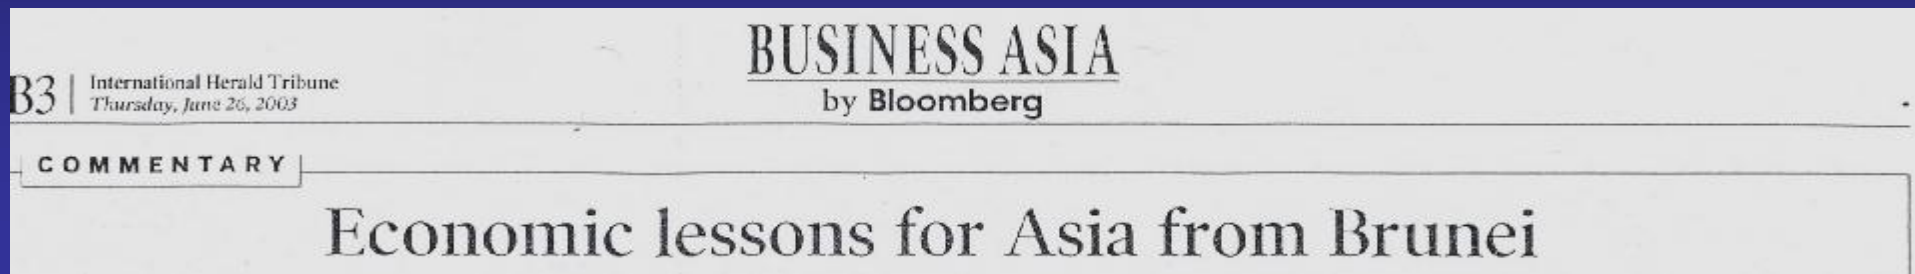 BUSINESS ASIA
by Bloomberg
B3 | International Herald Tribune
Thursday, June 26, 2003
COMMENTARY
Economic lessons for Asia from Brunei